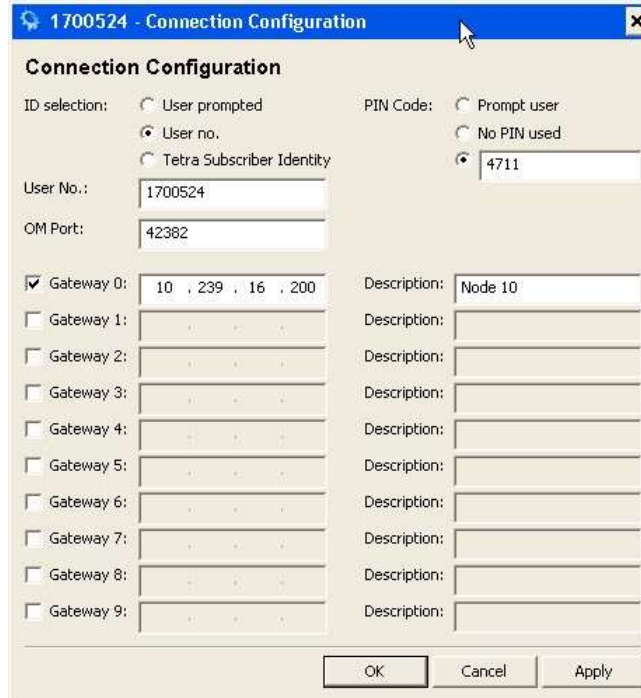 1700524 - Connection Configuration
Connection Configuration
ID selection: User prompted PIN Code: Prompt user
User no. No PIN used
Tetra Subscriber Identity 4711
User No.: 1700524
OM Port: 42382
Gateway 0: 10 . 239 . 16 . 200 Description: Node 10
Gateway 1: . . . Description:
Gateway 2: . . . Description:
Gateway 3: . . . Description:
Gateway 4: . . . Description:
Gateway 5: . . . Description:
Gateway 6: . . . Description:
Gateway 7: . . . Description:
Gateway 8: . . . Description:
Gateway 9: . . . Description:
OK Cancel Apply